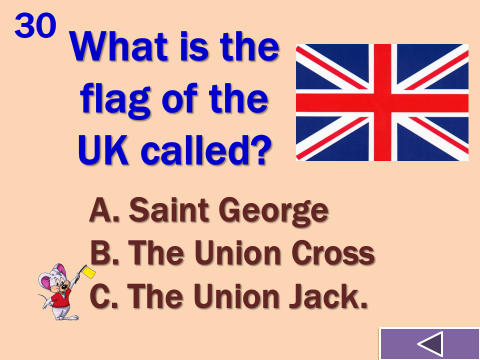 30
What is the
flag of the
UK called?
A. Saint George
B. The Union Cross
C. The Union Jack.